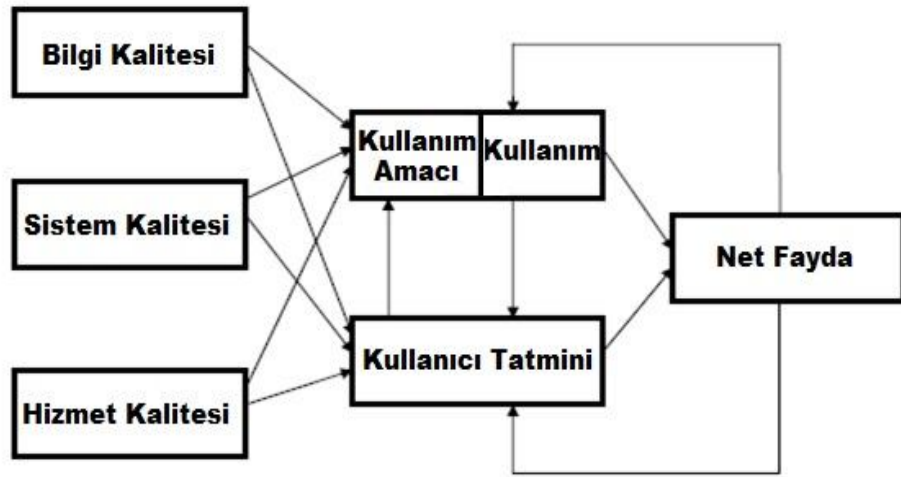 Bilgi Kalitesi
Kullanım
Amacı
Kullanım
Sistem Kalitesi
Net Fayda
Kullanıcı Tatmini
Hizmet Kalitesi